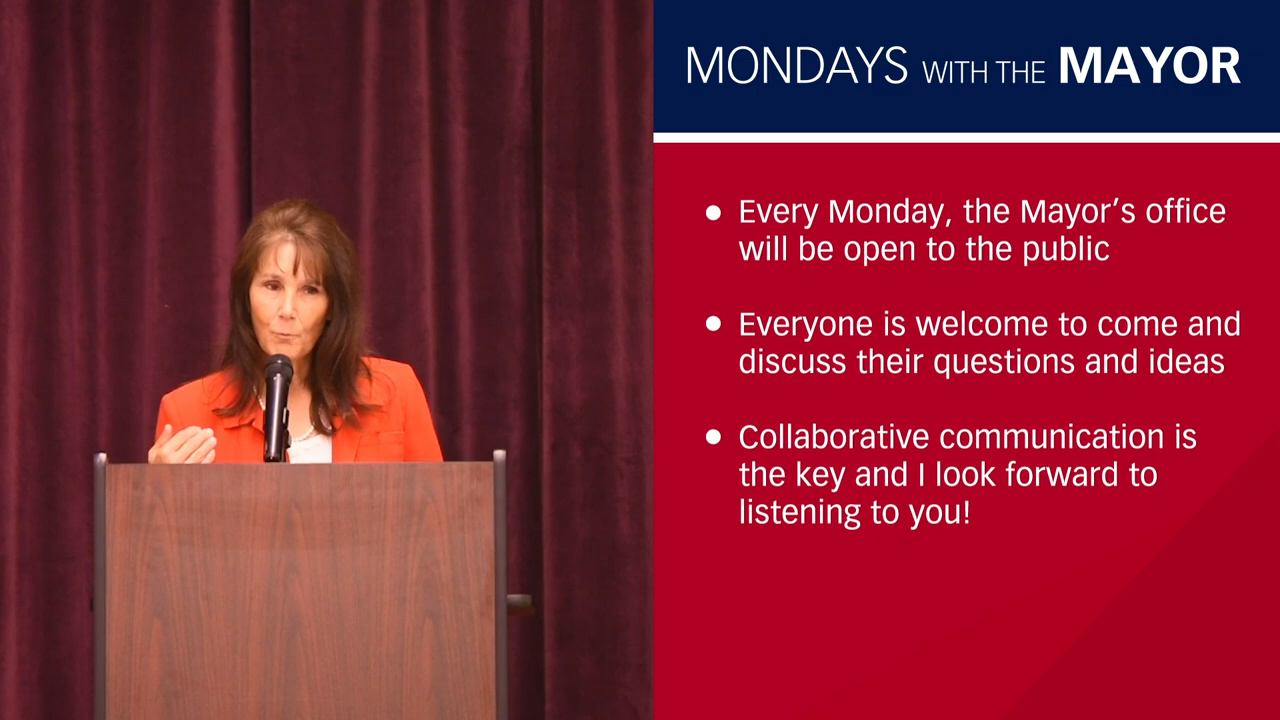 MONDAYS WITH THE MAYOR
• Every Monday, the Mayor’s office
will be open to the public
• Everyone is welcome to come and
discuss their questions and ideas
• Collaborative communication is
the key and I look forward to
listening to you!